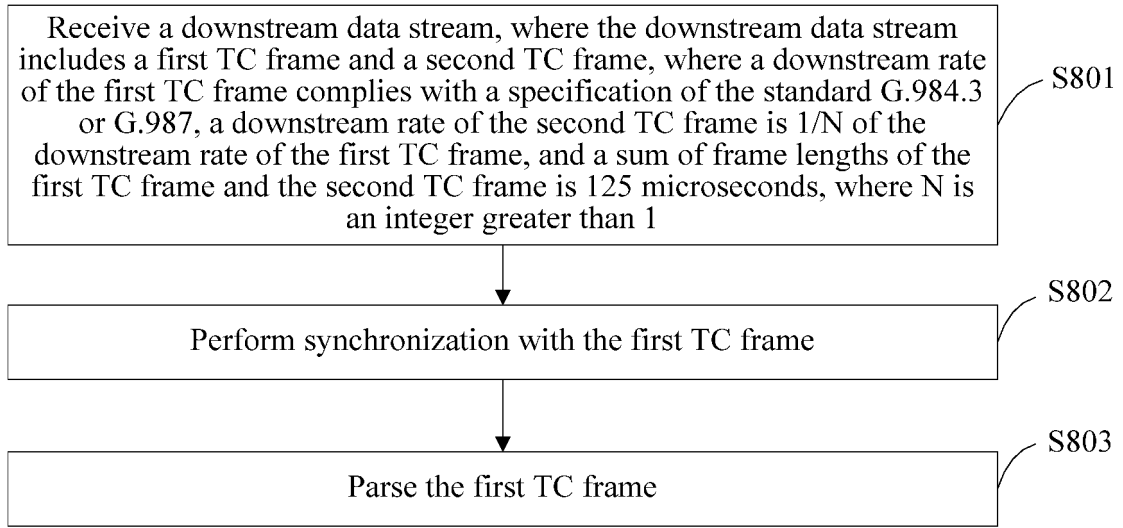 Receive a downstream data stream, where the downstream data stream
includes a first TC frame and a second TC frame, where a downstream rate
of the first TC frame complies with a specification of the standard G.984.3
or G.987, a downstream rate of the second TC frame is 1/N of the
downstream rate of the first TC frame, and a sum of frame lengths of the
first TC frame and the second TC frame is 125 microseconds, where N is
an integer greater than 1
S801
Perform synchronization with the first TC frame
S802
Parse the first TC frame
S803